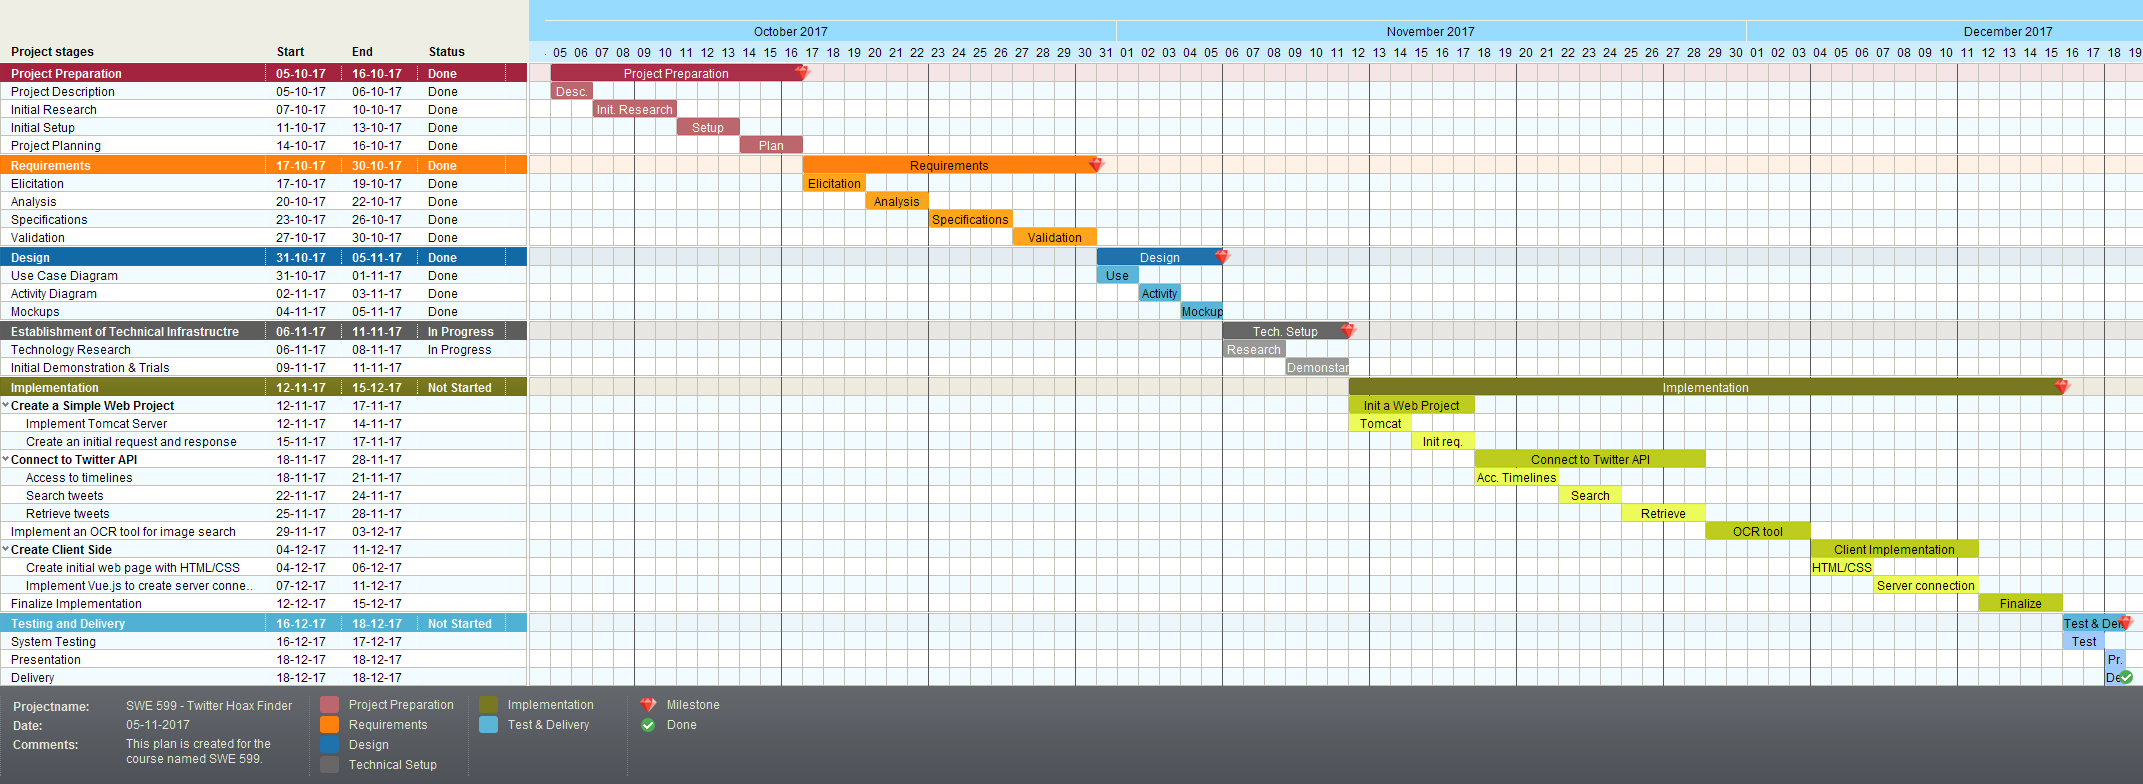 October 2017 November 2017 December 2017
Project stages Start End Status 05 06 07 08 09 10 11 12 13 14 15 16 17 18 19 20 21 22 23 24 25 26 27 28 29 30 31 01 02 03 04 05 06 07 08 09 10 11 12 13 14 15 16 17 18 19 20 21 22 23 24 25 26 27 28 29 30 01 02 03 04 05 06 07 08 09 10 11 12 13 14 15 16 17 18 19
Project Preparation 05-10-17 16-10-17 Done Project Preparation
Project Description 05-10-17 06-10-17 Done Desc.
Initial Research 07-10-17 10-10-17 Done Init. Research
Initial Setup 11-10-17 13-10-17 Done Setup
Project Planning 14-10-17 16-10-17 Done Plan
Requirements 17-10-17 30-10-17 Done Requirements
Elicitation 17-10-17 19-10-17 Done Elicitation
Analysis 20-10-17 22-10-17 Done Analysis
Specifications 23-10-17 26-10-17 Done Specifications
Validation 27-10-17 30-10-17 Done Validation
Design 31-10-17 05-11-17 Done Design
Use Case Diagram 31-10-17 01-11-17 Done Use
Activity Diagram 02-11-17 03-11-17 Done Activity
Mockups 04-11-17 05-11-17 Done Mockup
Establishment of Technical Infrastructre 06-11-17 11-11-17 In Progress Tech. Setup
Technology Research 06-11-17 08-11-17 In Progress Research
Initial Demonstration & Trials 09-11-17 11-11-17 Demonstar
Implementation 12-11-17 15-12-17 Not Started Implementation
Create a Simple Web Project 12-11-17 17-11-17 Init a Web Project
Implement Tomcat Server 12-11-17 14-11-17 Tomcat
Create an initial request and response 15-11-17 17-11-17 Init req.
Connect to Twitter API 18-11-17 28-11-17 Connect to Twitter API
Access to timelines 18-11-17 21-11-17 Acc. Timelines
Search tweets 22-11-17 24-11-17 Search
Retrieve tweets 25-11-17 28-11-17 Retrieve
Implement an OCR tool for image search 29-11-17 03-12-17 OCR tool
Create Client Side 04-12-17 11-12-17 Client Implementation
Create initial web page with HTML/CSS 04-12-17 06-12-17 HTML/CSS
Implement Vue.js to create server conne.. 07-12-17 11-12-17 Server connection
Finalize Implementation 12-12-17 15-12-17 Finalize
Testing and Delivery 16-12-17 18-12-17 Not Started Test & Del
System Testing 16-12-17 17-12-17 Test
Presentation 18-12-17 18-12-17 Pr.
Delivery 18-12-17 18-12-17 De
Projectname: SWE 599 - Twitter Hoax Finder Project Preparation Implementation Milestone
Date: 05-11-2017 Requirements Test & Delivery Done
Comments: This plan is created for the Design
course named SWE 599.
Technical Setup